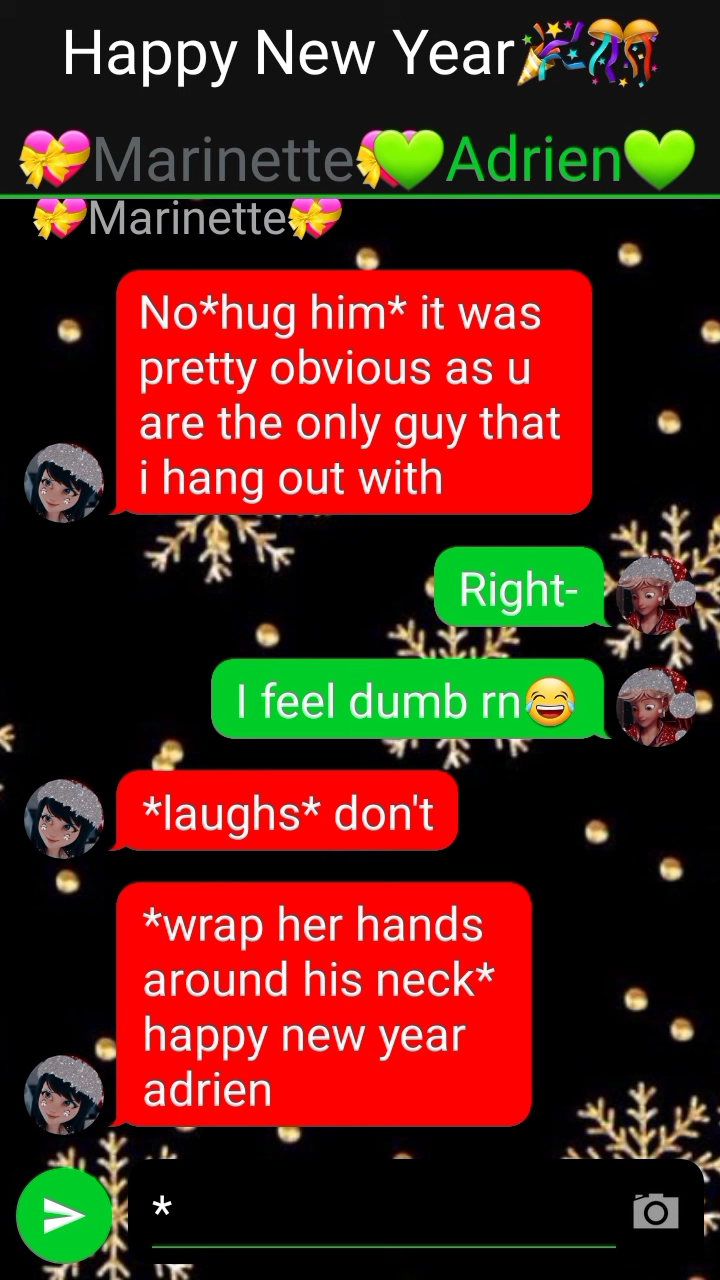 Happy New Year🎉🎊
💝Marinette💝💚Adrien💚
💝Marinette💝
No*hug him* it was
pretty obvious as u
are the only guy that
i hang out with
Right-
I feel dumb rn😂
*laughs* don't
*wrap her hands
around his neck*
happy new year
adrien
*